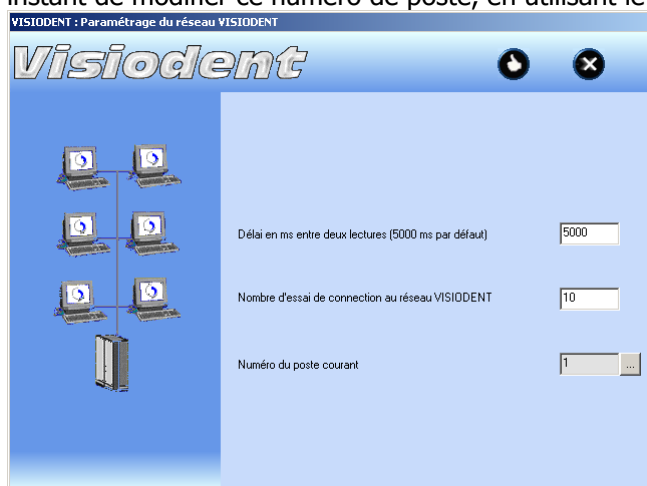 instant de modifier ce numéro de poste, en utilisant le
VISIODENT : Paramétrage du réseau VISIODENT
Visiodent
Délai en ms entre deux lectures (5000 ms par défaut)
5000
Nombre d'essai de connection au réseau VISIODENT
10
Numéro du poste courant
1
...